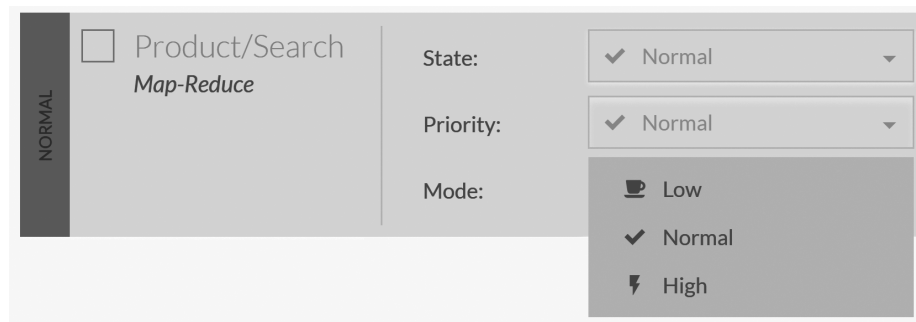 NORMAL
Product/Search
Map-Reduce
State:
Normal
Priority:
Normal
Mode:
Low
Normal
High